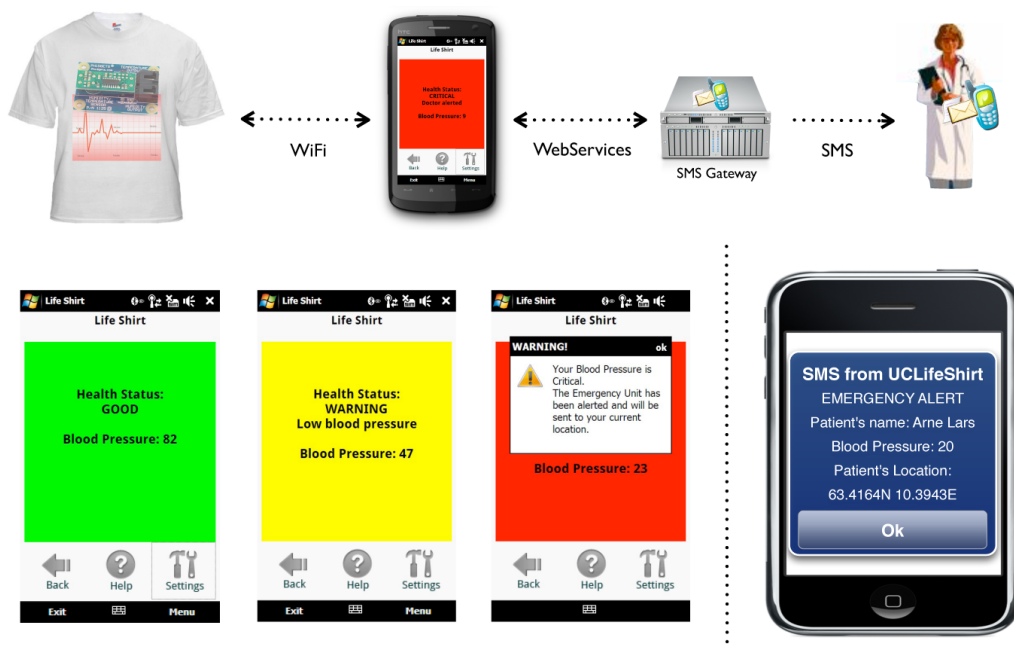 Life Shirt
Life Shirt
Health Status:
CRITICAL
Doctor alerted
Blood Pressure: 9
Back
Help
Settings
Exit
Menu
WiFi
WebServices
SMS Gateway
SMS
Life Shirt
Life Shirt
Health Status:
GOOD
Blood Pressure: 82
Back
Help
Settings
Exit
Menu
Life Shirt
Life Shirt
Health Status:
WARNING
Low blood pressure
Blood Pressure: 47
Back
Help
Settings
Exit
Menu
Life Shirt
Life Shirt
WARNING! ok
Your Blood Pressure is
Critical.
The Emergency Unit has
been alerted and will be
sent to your current
location.
Blood Pressure: 23
Back
Help
Settings
SMS from UCLifeShirt
EMERGENCY ALERT
Patient's name: Arne Lars
Blood Pressure: 20
Patient's Location:
63.4164N 10.3943E
Ok